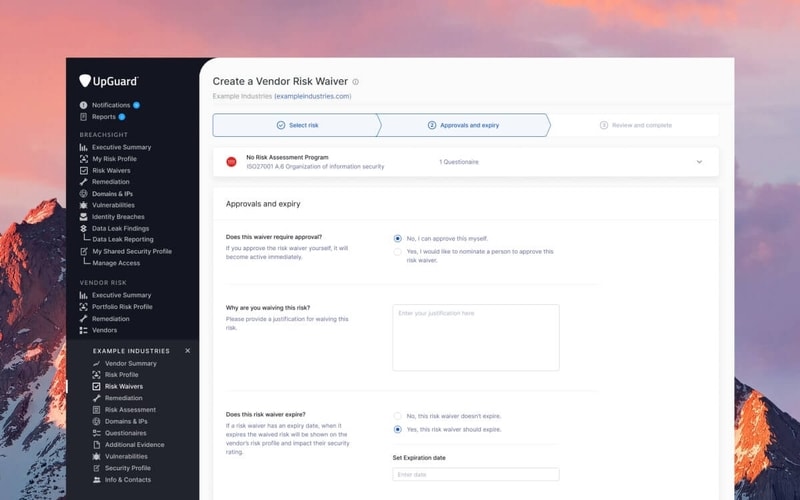 UpGuard
Notifications
Reports
BREACHSIGHT
Executive Summary
My Risk Profile
Risk Waivers
Remediation
Domains & IPs
Vulnerabilities
Identity Breaches
Data Leak Findings
Data Leak Reporting
My Shared Security Profile
Manage Access
VENDOR RISK
Executive Summary
Portfolio Risk Profile
Remediation
Vendors
EXAMPLE INDUSTRIES
Vendor Summary
Risk Profile
Risk Waivers
Remediation
Risk Assessment
Domains & IPs
Questionnaires
Additional Evidence
Vulnerabilities
Security Profile
Info & Contacts
Create a Vendor Risk Waiver
Example Industries (exampleindustries.com)
Select risk
2 Approvals and expiry
3 Review and complete
No Risk Assessment Program
ISO27001 A.6 Organization of information security
1 Questionaire
Approvals and expiry
Does this waiver require approval?
If you approve the risk waiver yourself, it will
become active immediately.
No, I can approve this myself.
Yes, I would like to nominate a person to approve this
risk waiver.
Why are you waiving this risk?
Please provide a justification for waiving this
risk.
Enter your justification here
Does this risk waiver expire?
If a risk waiver has an expiry date, when it
expires the waived risk will be shown on the
vendor's risk profile and impact their security
rating.
No, this risk waiver doesn't expire.
Yes, this risk waiver should expire.
Set Expiration date
Enter date